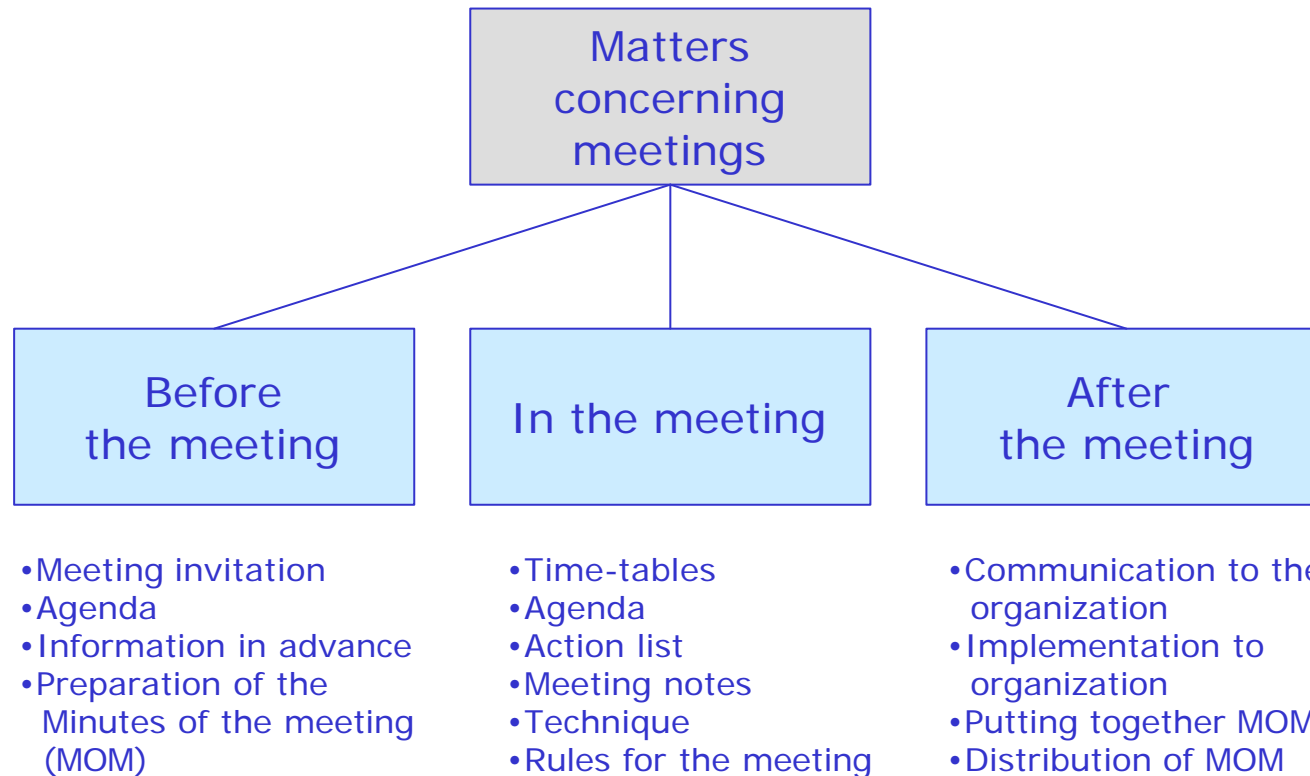 Matters
concerning
meetings
Before
the meeting
In the meeting
After
the meeting
•Meeting invitation
•Agenda
•Information in advance
•Preparation of the
Minutes of the meeting
(MOM)
•Time-tables
•Agenda
•Action list
•Meeting notes
•Technique
•Rules for the meeting
•Communication to the
organization
•Implementation to
organization
•Putting together MOM
•Distribution of MOM